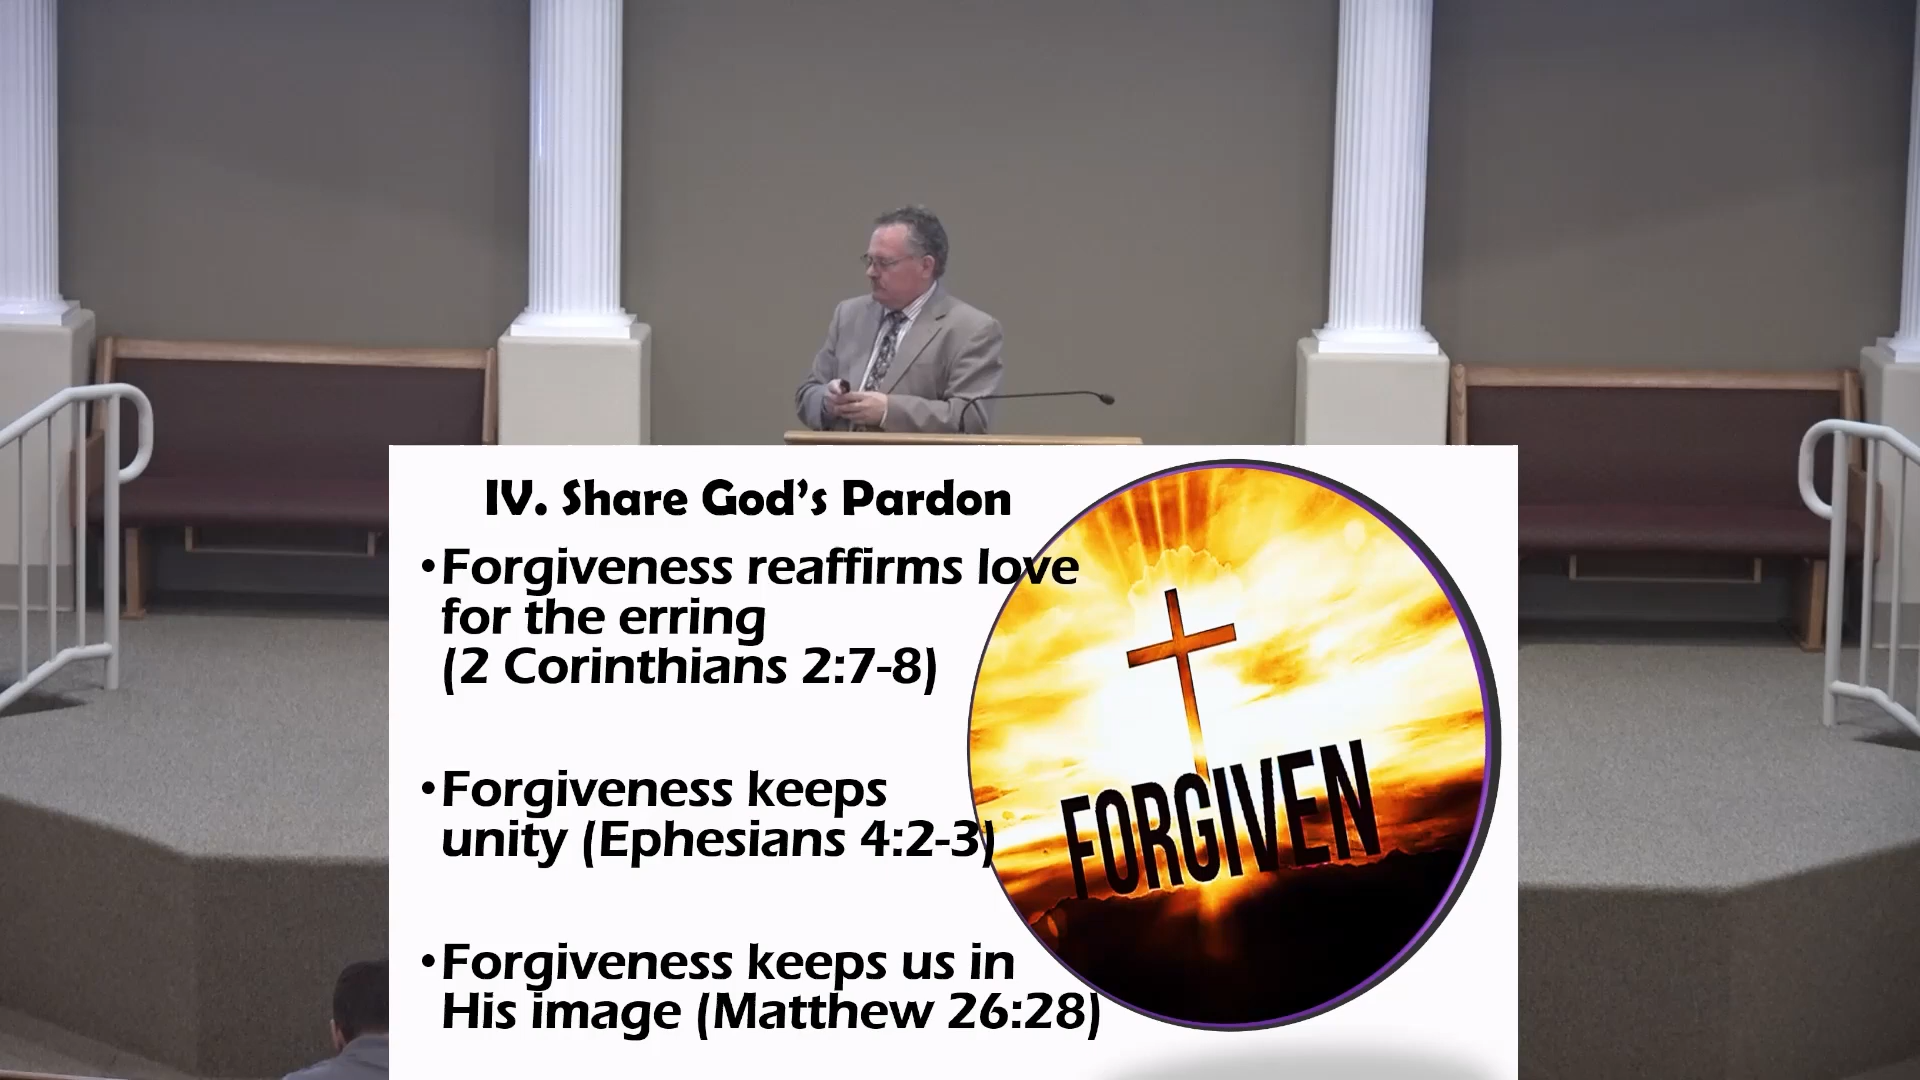 IV. Share God’s Pardon
•Forgiveness reaffirms love
for the erring
(2 Corinthians 2:7-8)
•Forgiveness keeps
unity (Ephesians 4:2-3)
•Forgiveness keeps us in
His image (Matthew 26:28)
FORGIVEN